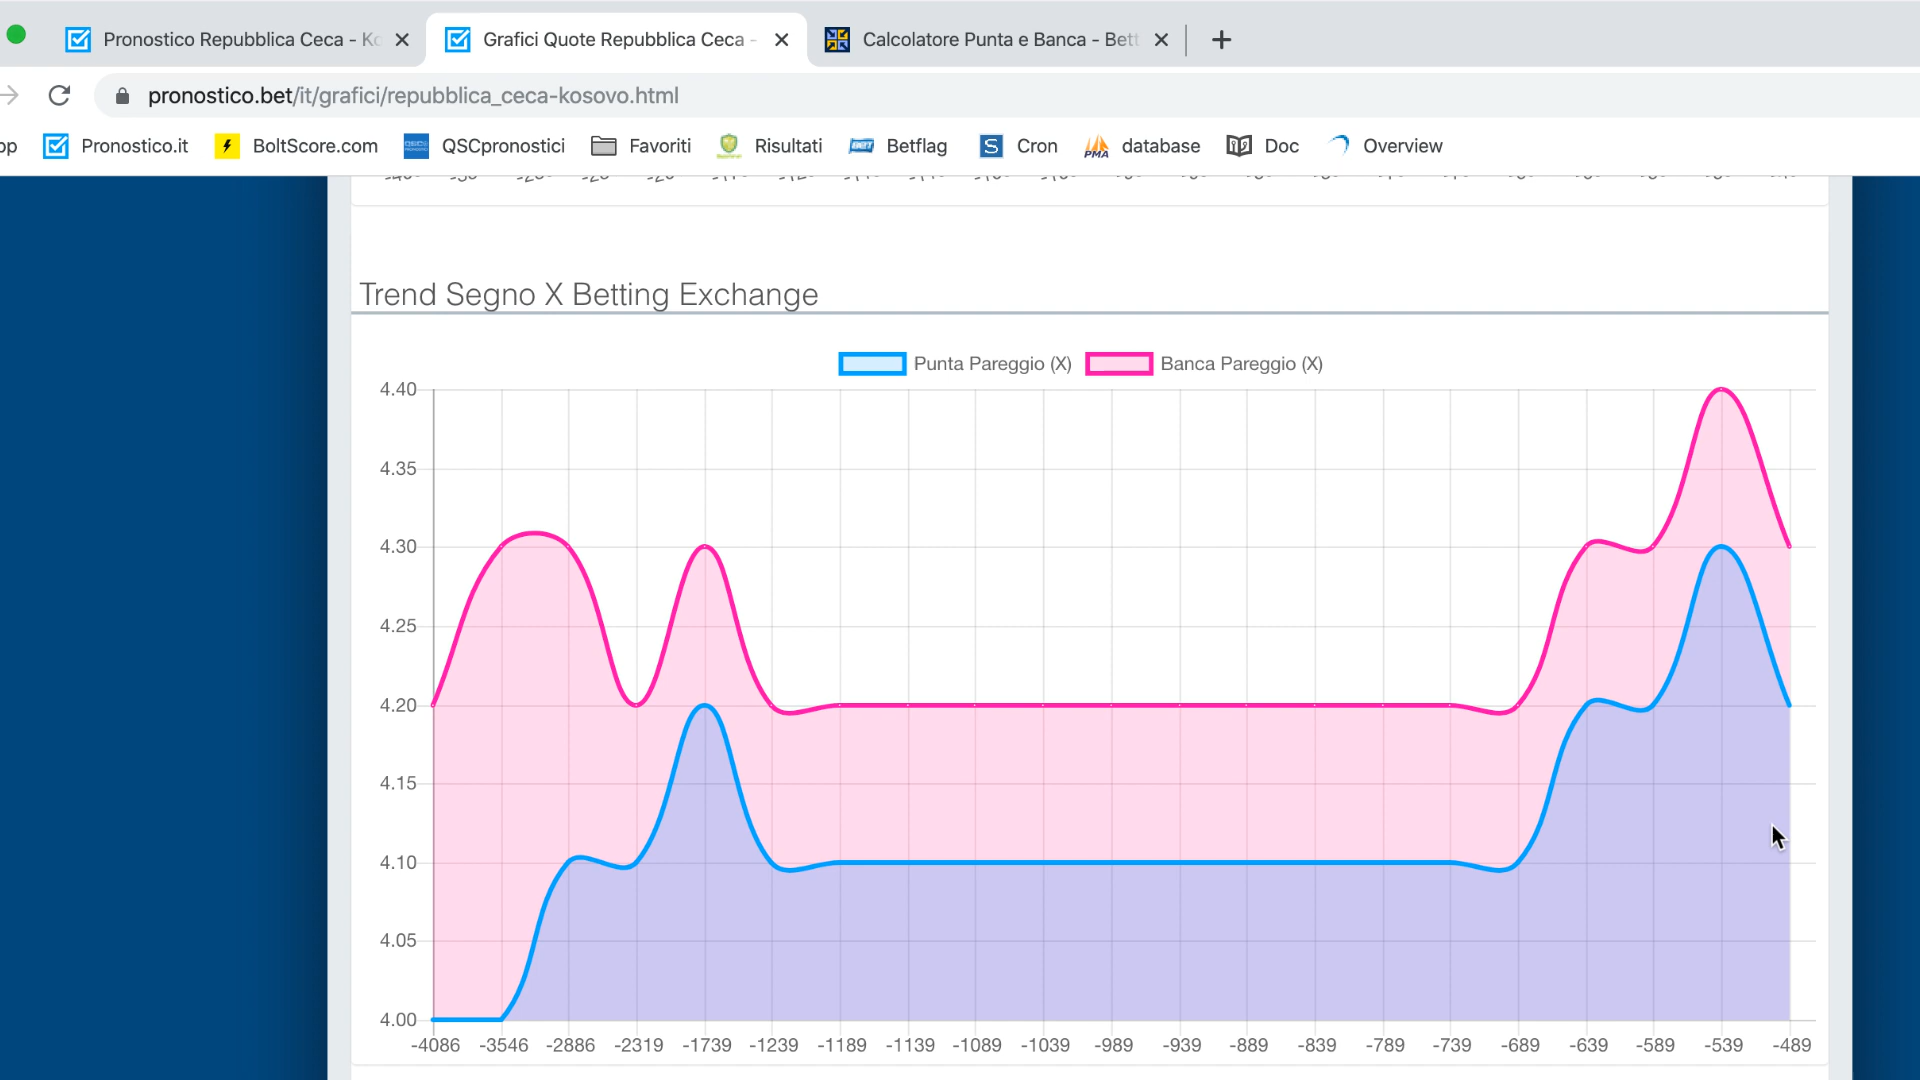 Pronostico Repubblica Ceca - Ko
Grafici Quote Repubblica Ceca -
Calcolatore Punta e Banca - Bett
pronostico.bet/it/grafici/repubblica_ceca-kosovo.html
op Pronostico.it BoltScore.com QSCpronostici Favoriti Risultati Betflag Cron database Doc Overview
Trend Segno X Betting Exchange
Punta Pareggio (X) Banca Pareggio (X)
4.40
4.35
4.30
4.25
4.20
4.15
4.10
4.05
4.00
-4086 -3546 -2886 -2319 -1739 -1239 -1189 -1139 -1089 -1039 -989 -939 -889 -839 -789 -739 -689 -639 -589 -539 -489